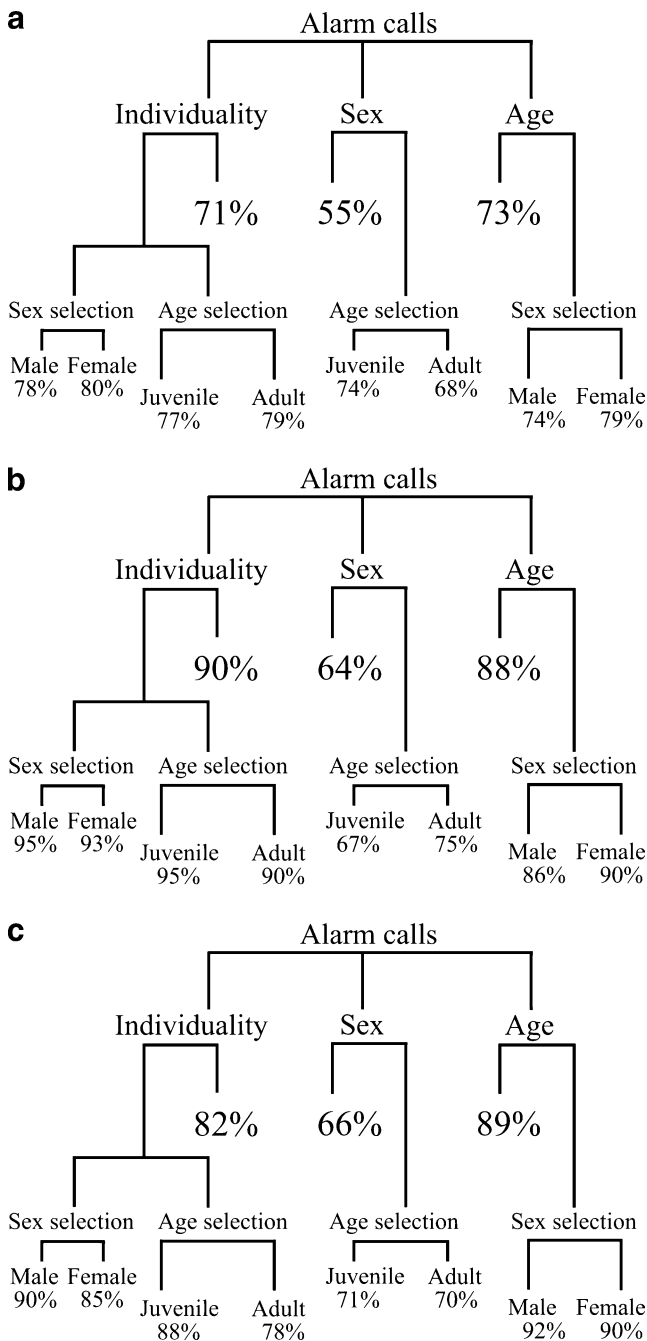 a
Alarm calls
Individuality Sex Age
71% 55% 73%
Sex selection Age selection Age selection Sex selection
Male Female Juvenile Adult
78% 80% 74% 68%
Juvenile Adult Male Female
77% 79% 74% 79%
b
Alarm calls
Individuality Sex Age
90% 64% 88%
Sex selection Age selection Age selection Sex selection
Male Female Juvenile Adult
95% 93% 67% 75%
Juvenile Adult Male Female
95% 90% 86% 90%
c
Alarm calls
Individuality Sex Age
82% 66% 89%
Sex selection Age selection Age selection Sex selection
Male Female Juvenile Adult
90% 85% 71% 70%
Juvenile Adult Male Female
88% 78% 92% 90%